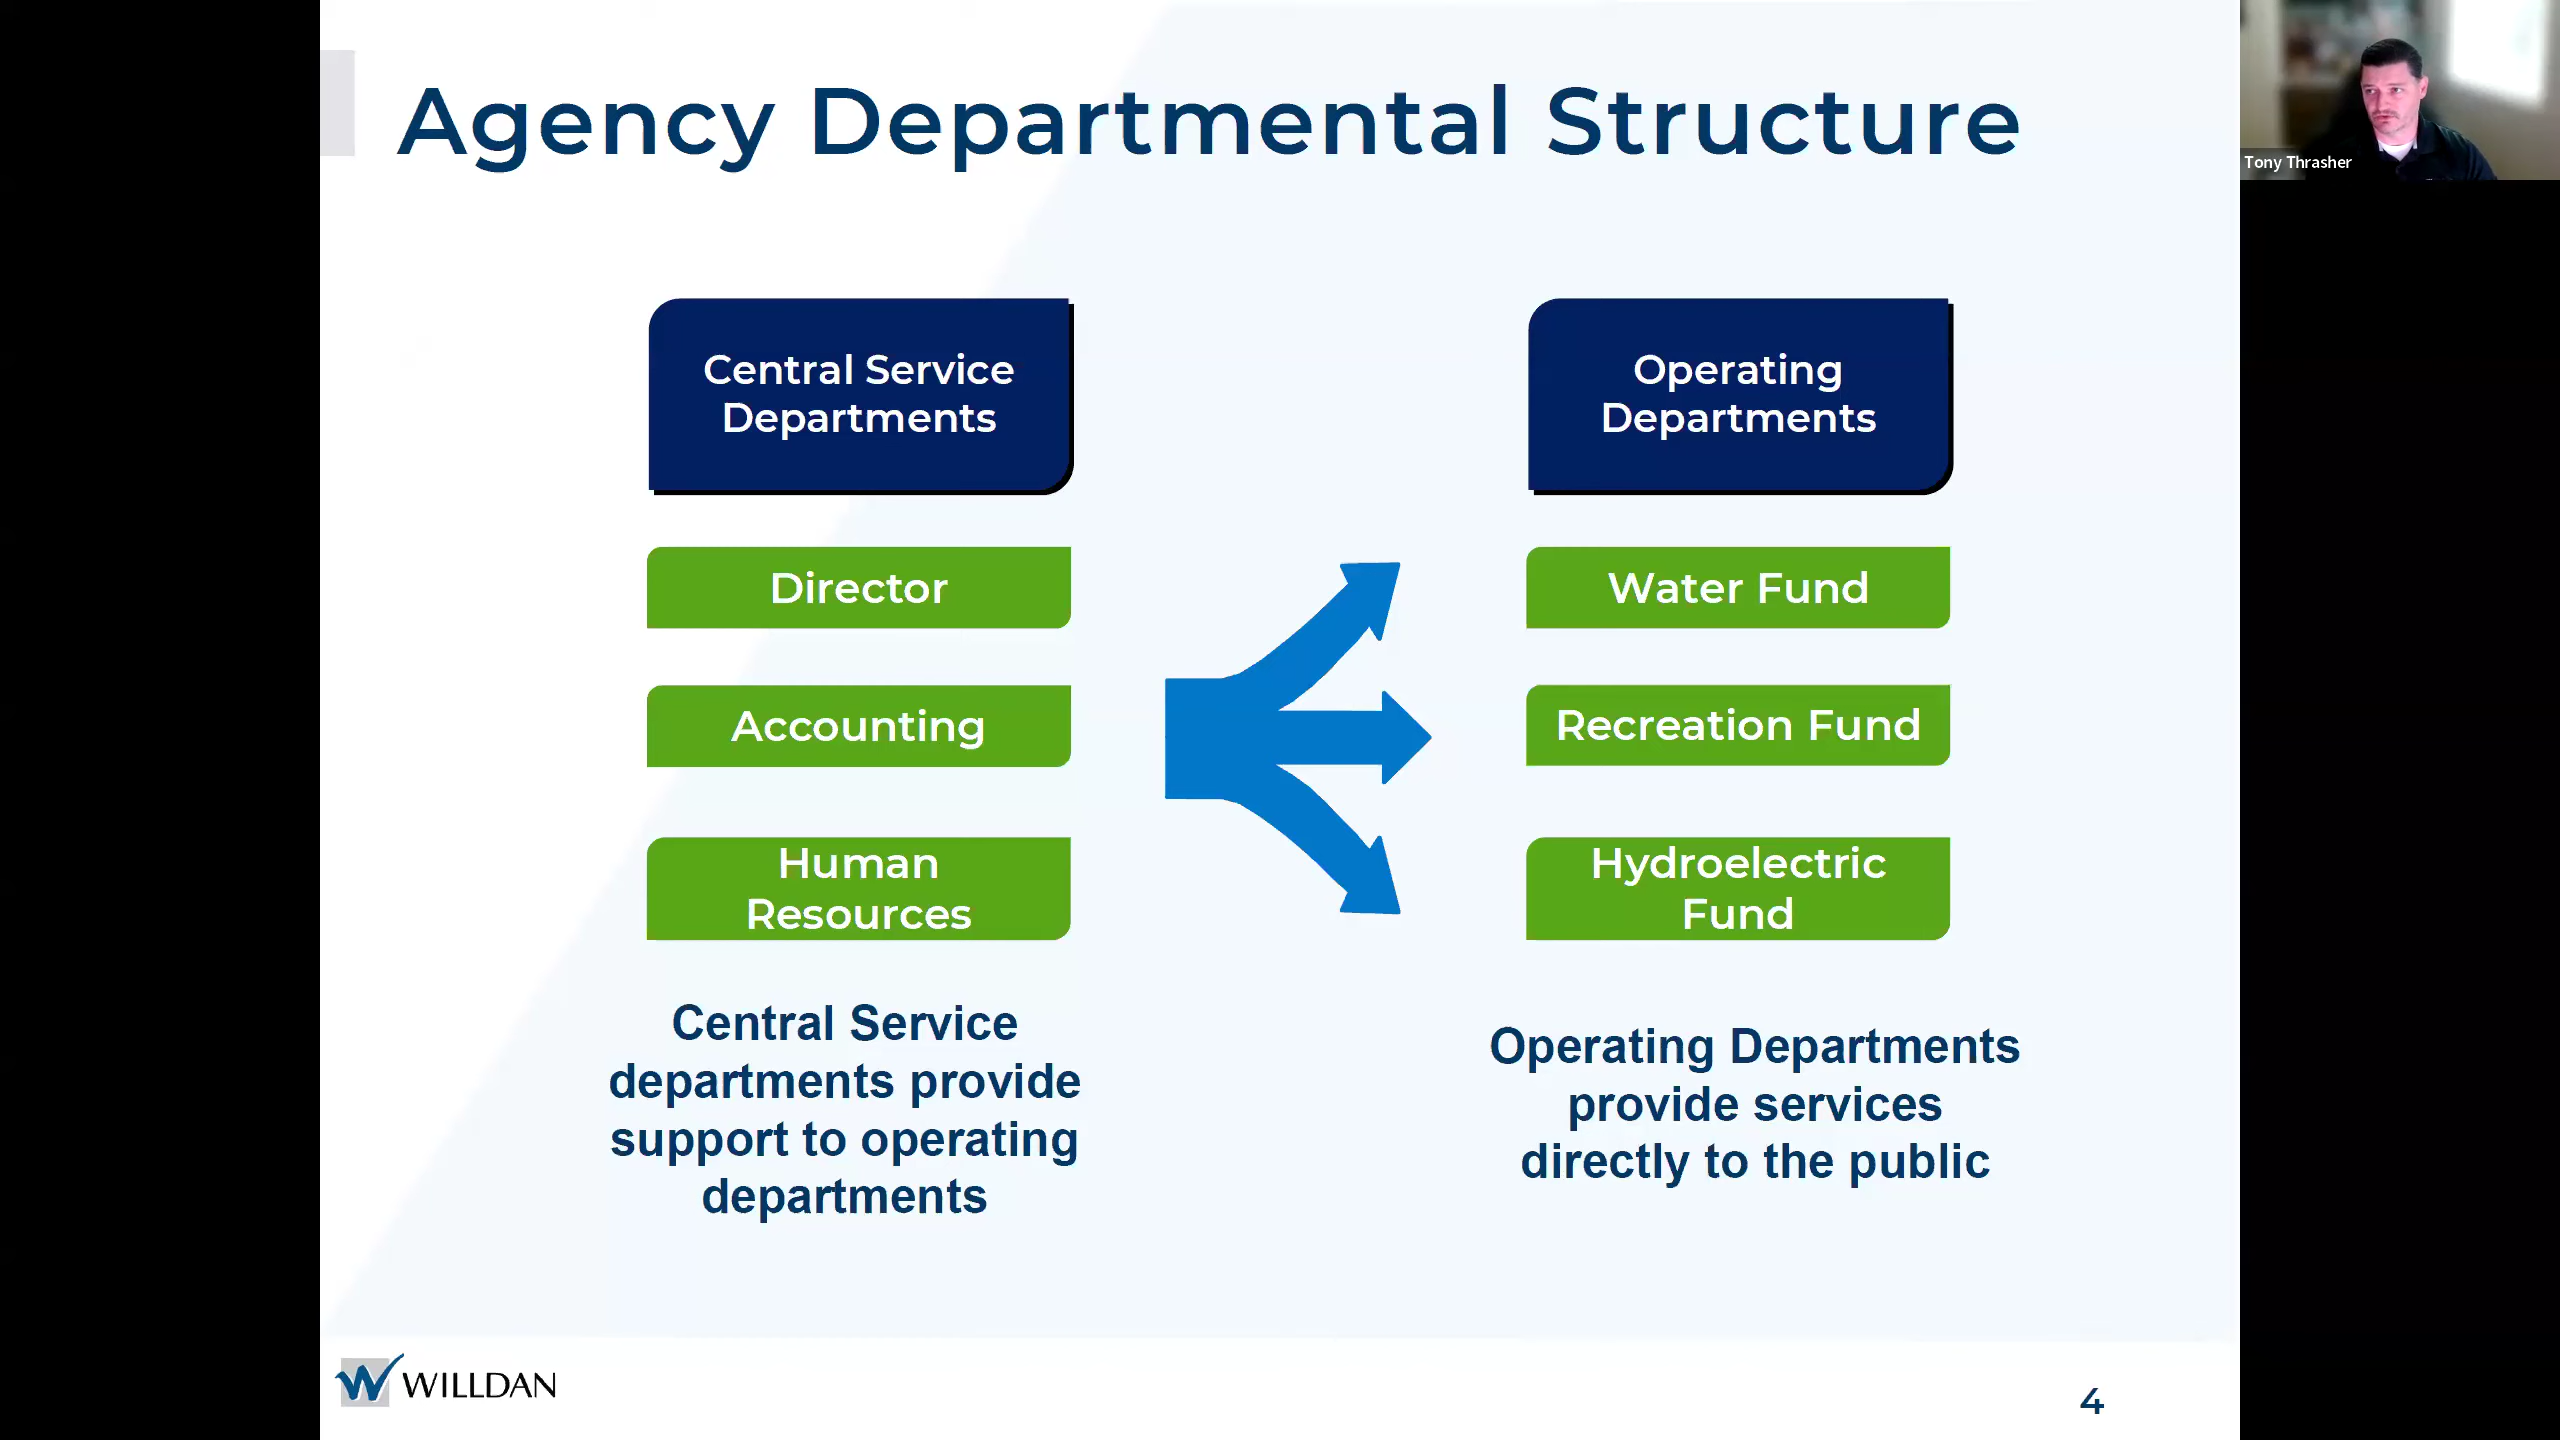 Agency Departmental Structure
Tony Thrasher
Central Service
Departments
Director
Accounting
Human
Resources
Central Service
departments provide
support to operating
departments
Operating
Departments
Water Fund
Recreation Fund
Hydroelectric
Fund
Operating Departments
provide services
directly to the public
WILLDAN
4